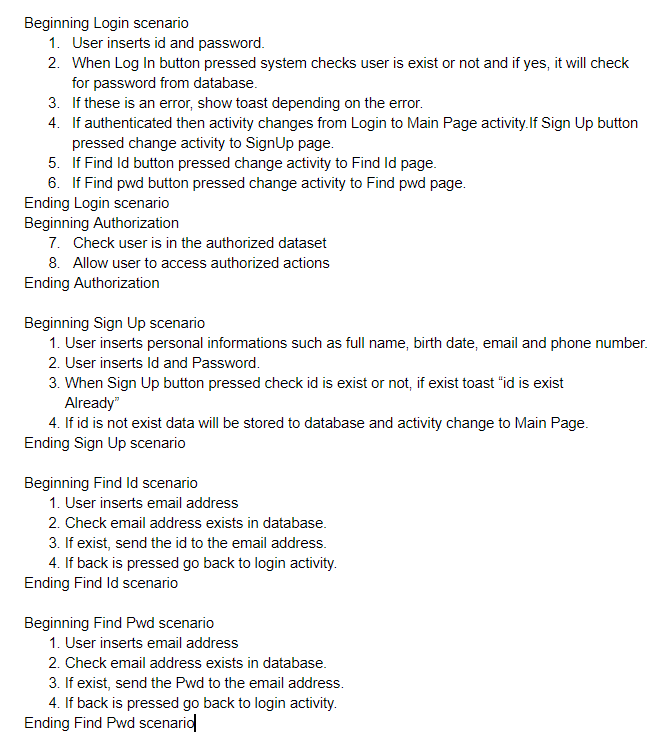 Beginning Login scenario
1. User inserts id and password.
2. When Log In button pressed system checks user is exist or not and if yes, it will check
for password from database.
3. If these is an error, show toast depending on the error.
4. If authenticated then activity changes from Login to Main Page activity.If Sign Up button
pressed change activity to SignUp page.
5. If Find Id button pressed change activity to Find Id page.
6. If Find pwd button pressed change activity to Find pwd page.
Ending Login scenario
Beginning Authorization
7. Check user is in the authorized dataset
8. Allow user to access authorized actions
Ending Authorization
Beginning Sign Up scenario
1. User inserts personal informations such as full name, birth date, email and phone number.
2. User inserts Id and Password.
3. When Sign Up button pressed check id is exist or not, if exist toast “id is exist
Already”
4. If id is not exist data will be stored to database and activity change to Main Page.
Ending Sign Up scenario
Beginning Find Id scenario
1. User inserts email address
2. Check email address exists in database.
3. If exist, send the id to the email address.
4. If back is pressed go back to login activity.
Ending Find Id scenario
Beginning Find Pwd scenario
1. User inserts email address
2. Check email address exists in database.
3. If exist, send the Pwd to the email address.
4. If back is pressed go back to login activity.
Ending Find Pwd scenario